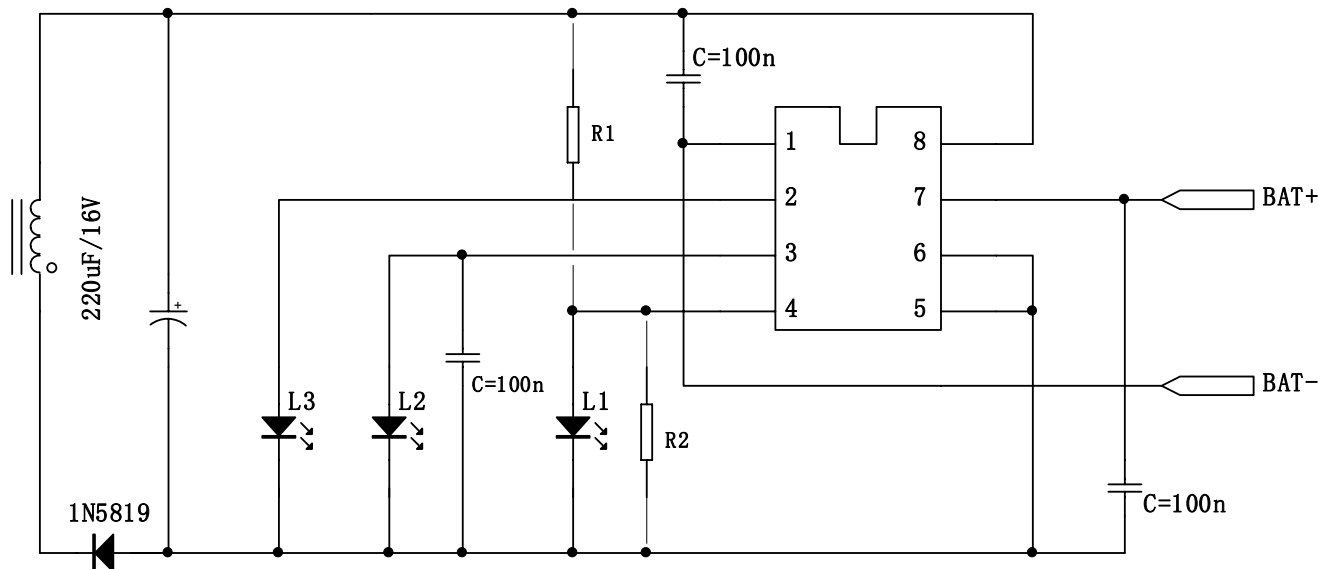 C=100n
R1
1 8
2 7
BAT+
220uF/16V
3 6
+
4 5
C=100n
BAT-
L3
L2
L1
R2
C=100n
1N5819